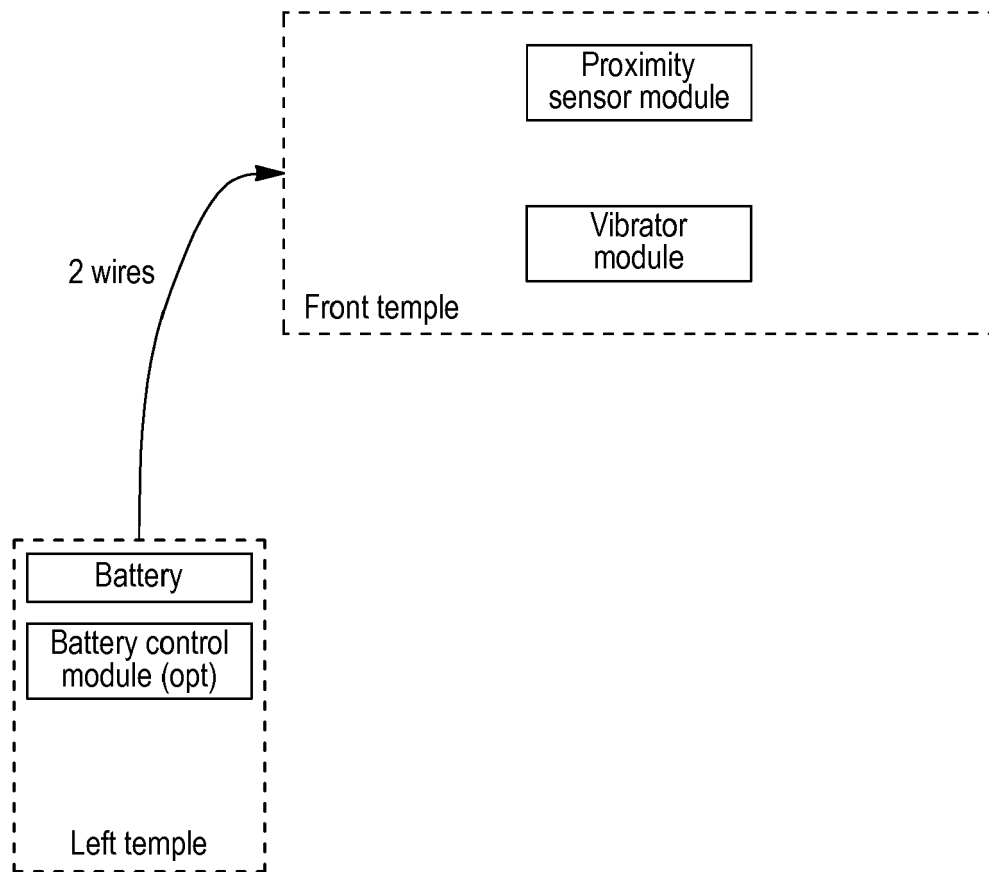 Proximity
sensor module
Vibrator
module
2 wires
Front temple
Battery
Battery control
module (opt)
Left temple